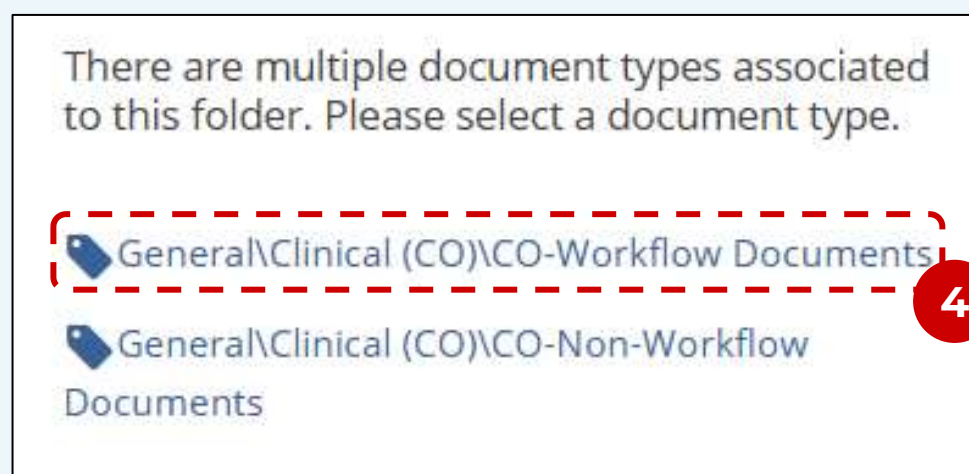 There are multiple document types associated
to this folder. Please select a document type.
General\Clinical (CO)\CO-Workflow Documents
4
General\Clinical (CO)\CO-Non-Workflow
Documents